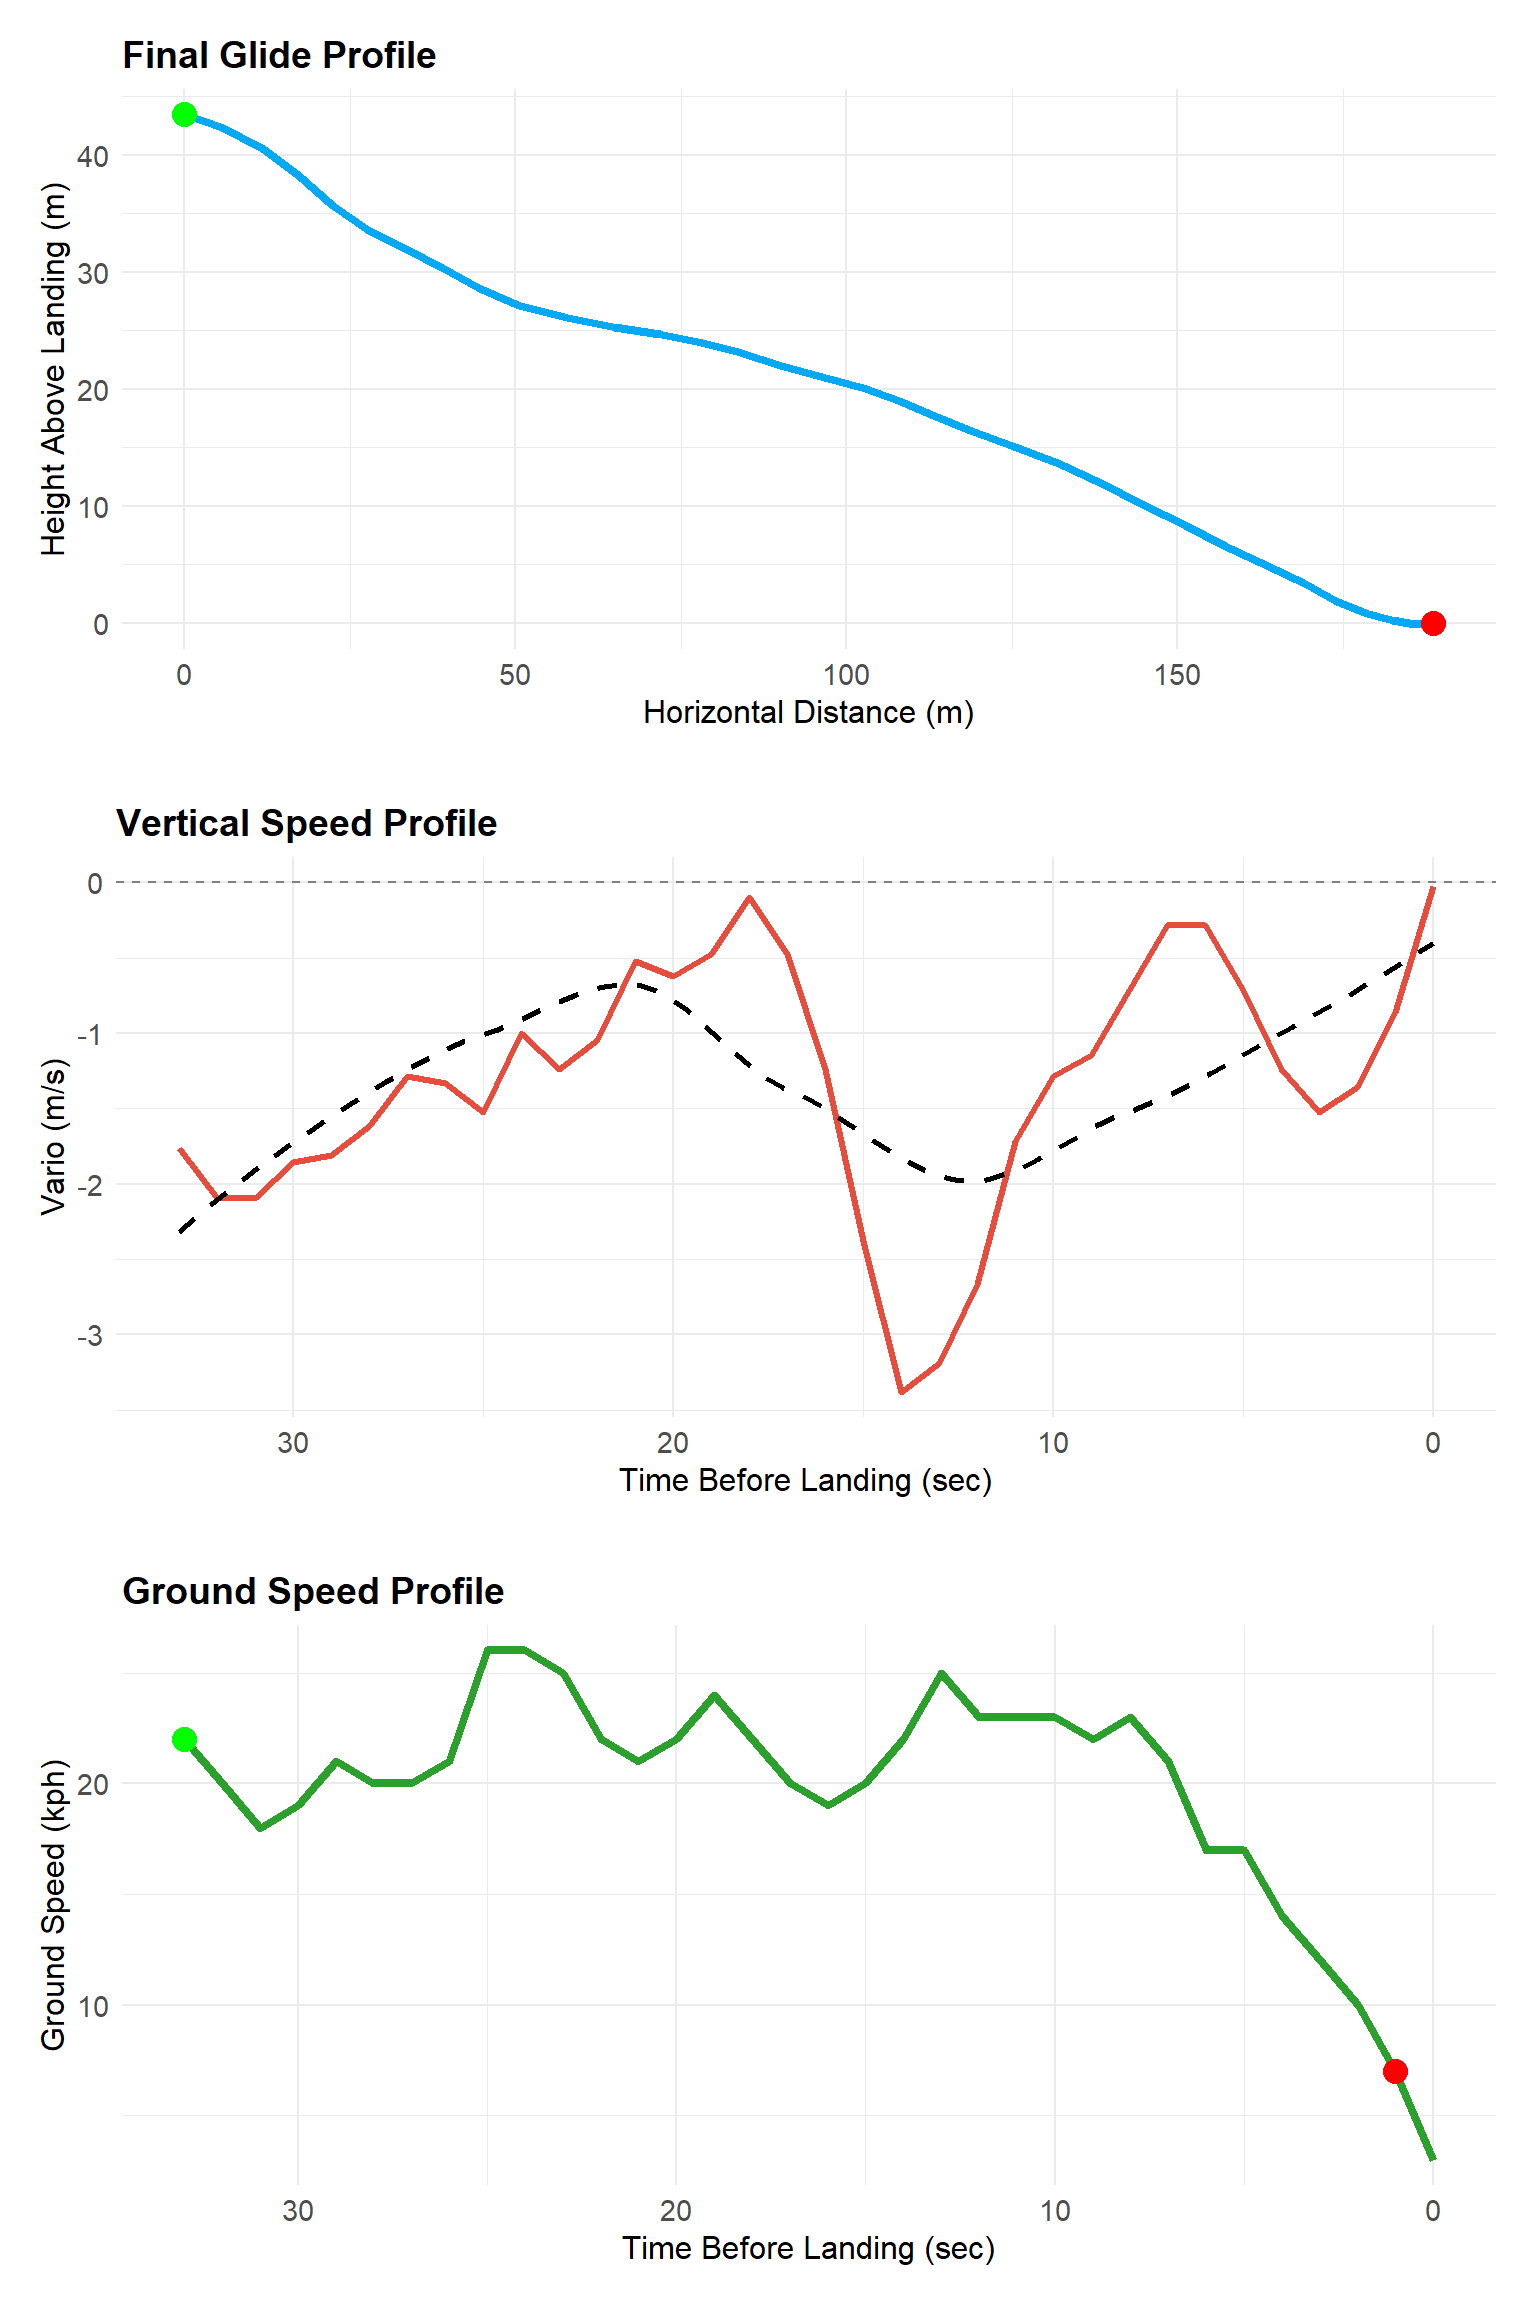 Final Glide Profile
Height Above Landing (m)
40
30
20
10
0
0 50 100 150
Horizontal Distance (m)
Vertical Speed Profile
Vario (m/s)
0
-1
-2
-3
30 20 10 0
Time Before Landing (sec)
Ground Speed Profile
Ground Speed (kph)
20
10
30 20 10 0
Time Before Landing (sec)